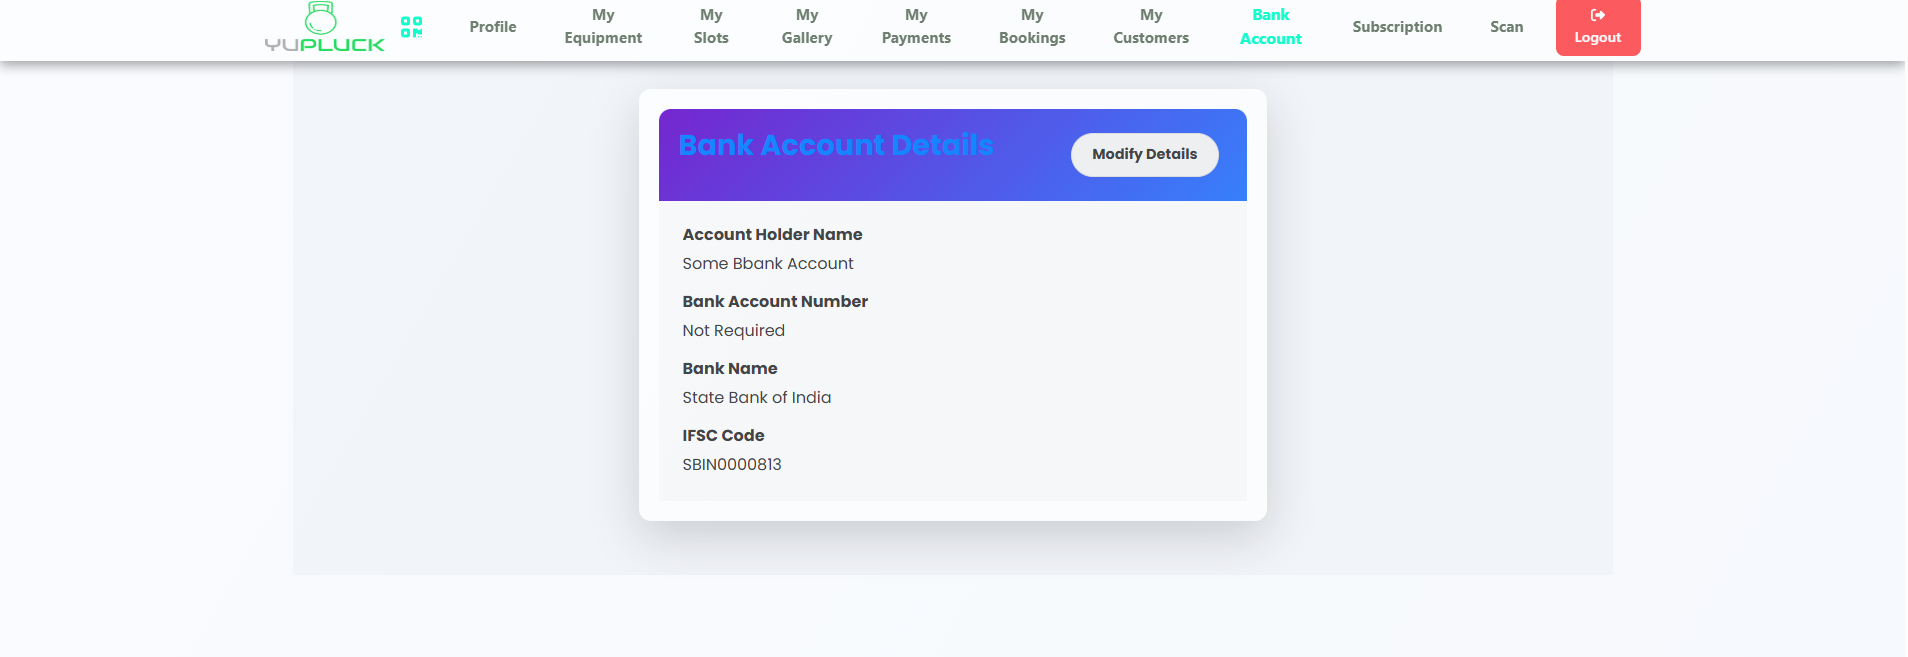 YUPLUCK
Profile
My Equipment
My Slots
My Gallery
My Payments
My Bookings
My Customers
Bank Account
Subscription
Scan
Logout
Bank Account Details
Modify Details
Account Holder Name
Some Bbank Account
Bank Account Number
Not Required
Bank Name
State Bank of India
IFSC Code
SBIN0000813